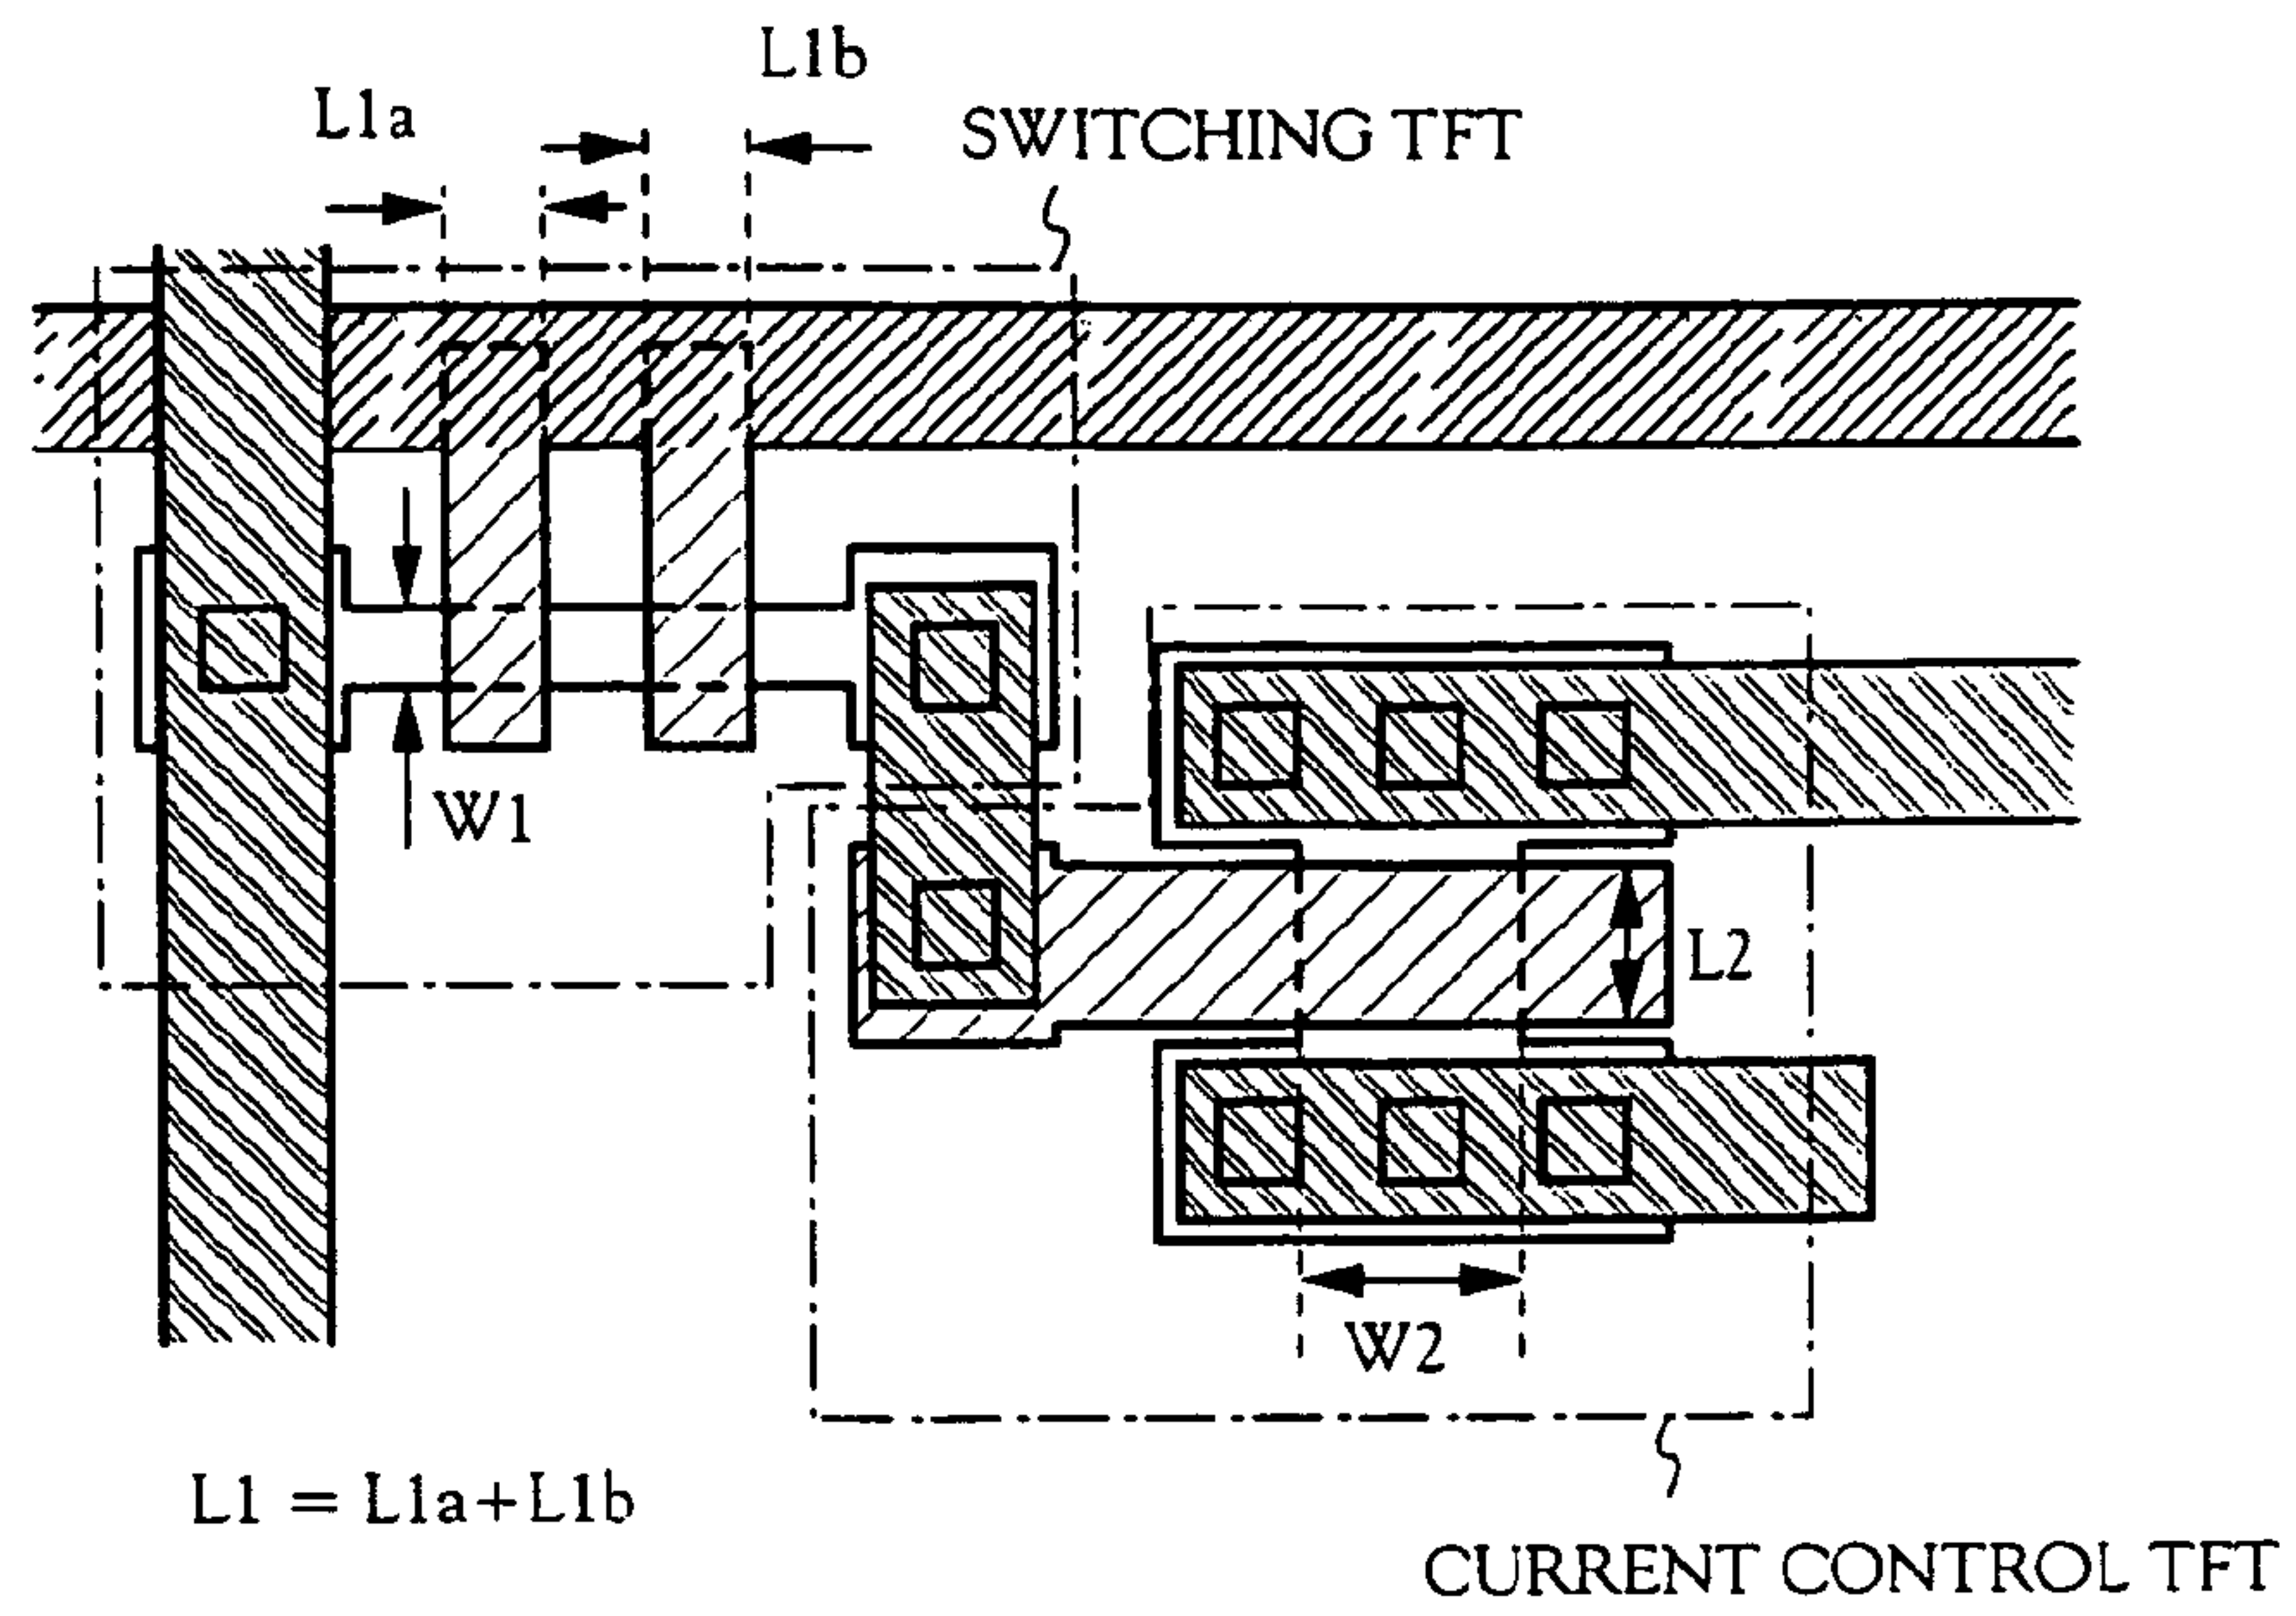 L1b
L1a
SWITCHING TFT
W1
L2
W2
L1 = L1a+L1b
CURRENT CONTROL TFT